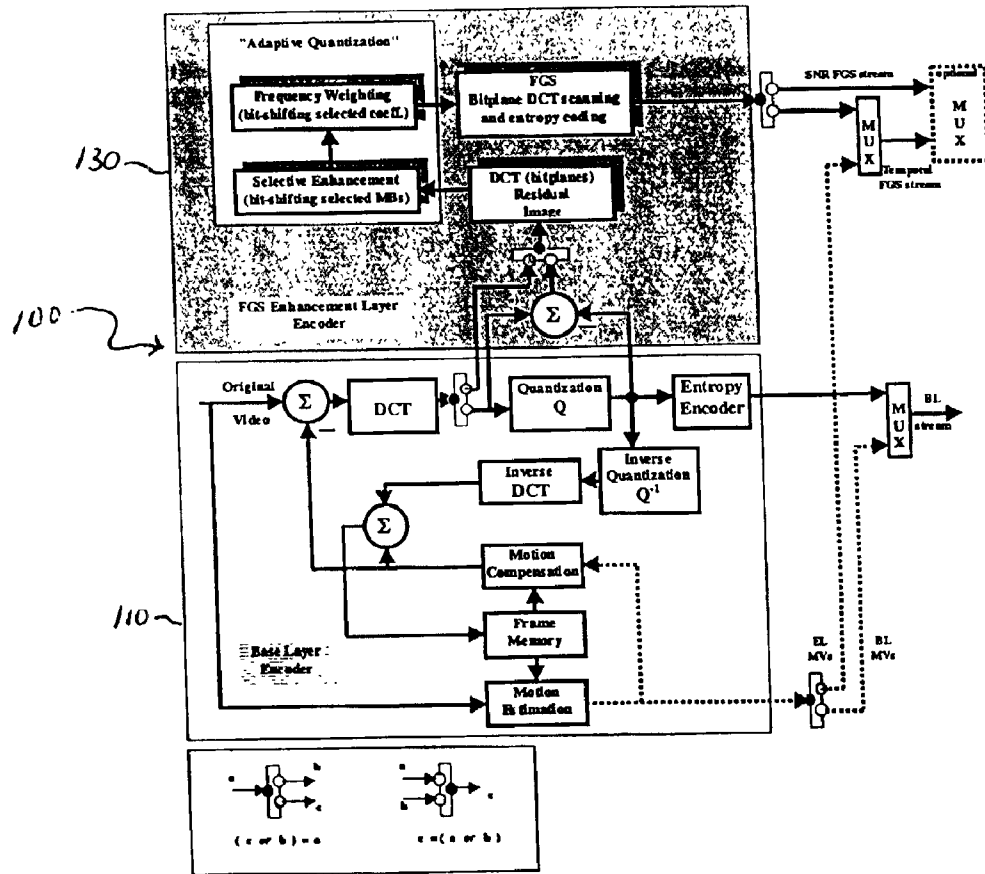 "Adaptive Quantization"
Frequency Weighting
(bit-shifting selected coeff.)
Selective Enhancement
(bit-shifting selected MBs)
FGS
Bitplane DCT scanning
and entropy coding
DCT (bitplanes)
Residual
Image
SNR FGS stream
optional
M
U
X
M
U
X
Temporal
FGS stream
130
FGS Enhancement Layer
Encoder
Σ
100
Original
Video
Σ
DCT
Quantization
Q
Entropy
Encoder
M
U
X
BL
stream
Inverse
DCT
Inverse
Quantization
Q⁻¹
Σ
Motion
Compensation
Frame
Memory
Motion
Estimation
110
Base Layer
Encoder
EL
MVs
BL
MVs
a
b
c
(c or b) = a
a
b
c
c = (a or b)